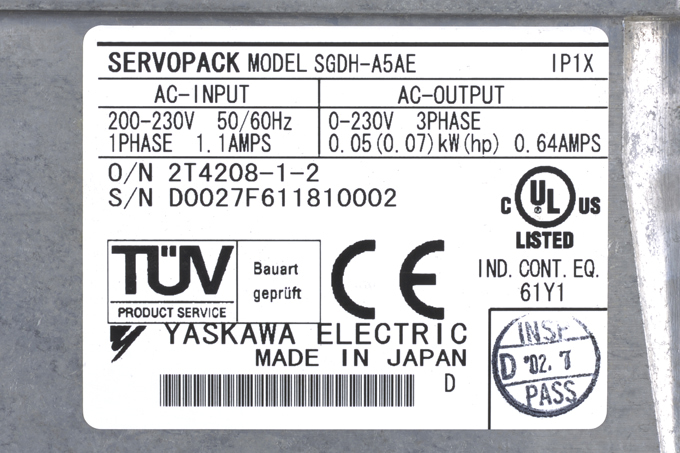 SERVOPACK MODEL SGDH-A5AE IP1X
AC-INPUT AC-OUTPUT
200-230V 50/60Hz 0-230V 3PHASE
1PHASE 1.1AMPS 0.05(0.07)kW(hp) 0.64AMPS
O/N 2T4208-1-2
S/N D0027F611810002
C UL US
LISTED
IND. CONT. EQ.
61Y1
TÜV
PRODUCT SERVICE
Bauart
geprüft
CE
YASKAWA ELECTRIC
MADE IN JAPAN
D
INSP
D '02. 7
PASS